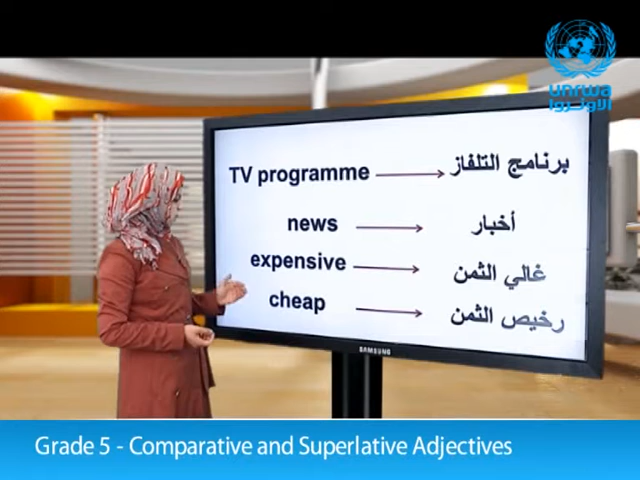 unrwa
الأونروا
TV programme → برنامج التلفاز
news → أخبار
expensive → غالي الثمن
cheap → رخيص الثمن
SAMSUNG
Grade 5 - Comparative and Superlative Adjectives